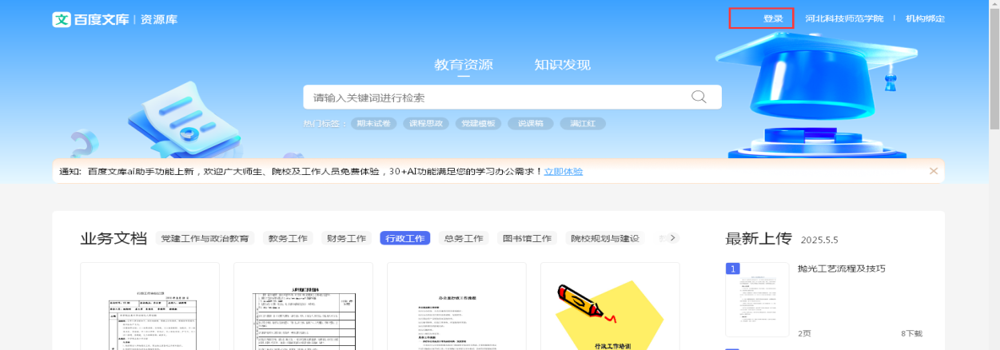 文 百度文库 | 资源库
登录 河北科技师范学院 | 机构绑定
教育资源 知识发现
请输入关键词进行检索
热门标签: 期末试卷 课程思政 党建模板 说课稿 满江红
通知: 百度文库ai助手功能上新,欢迎广大师生、院校及工作人员免费体验,30+AI功能满足您的学习办公需求!立即体验
业务文档 党建工作与政治教育 教务工作 财务工作 行政工作 总务工作 图书馆工作 院校规划与建设
最新上传 2025.5.5
1 抛光工艺流程及技巧
2页 8下载
行政工作培训